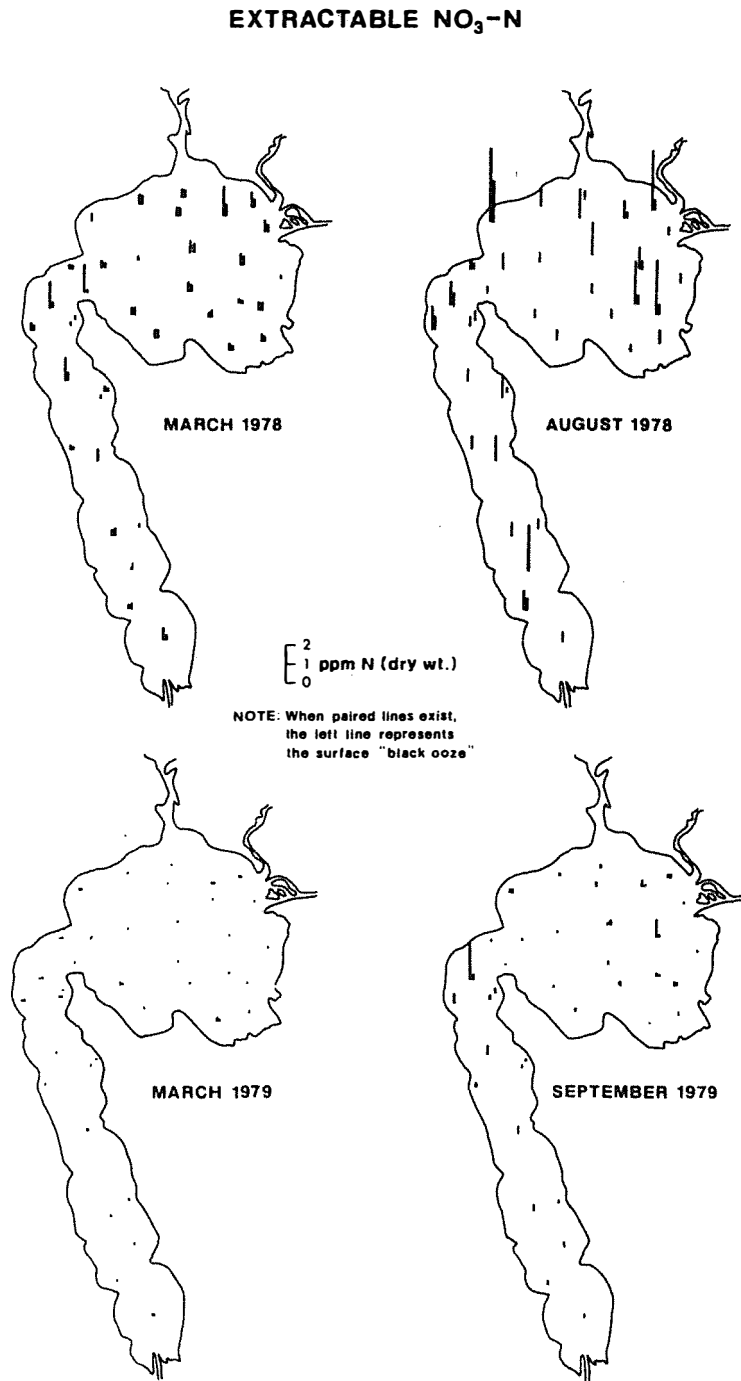 EXTRACTABLE NO₃-N
MARCH 1978
AUGUST 1978
2
1 ppm N (dry wt.)
0
NOTE: When paired lines exist,
the left line represents
the surface "black ooze"
MARCH 1979
SEPTEMBER 1979